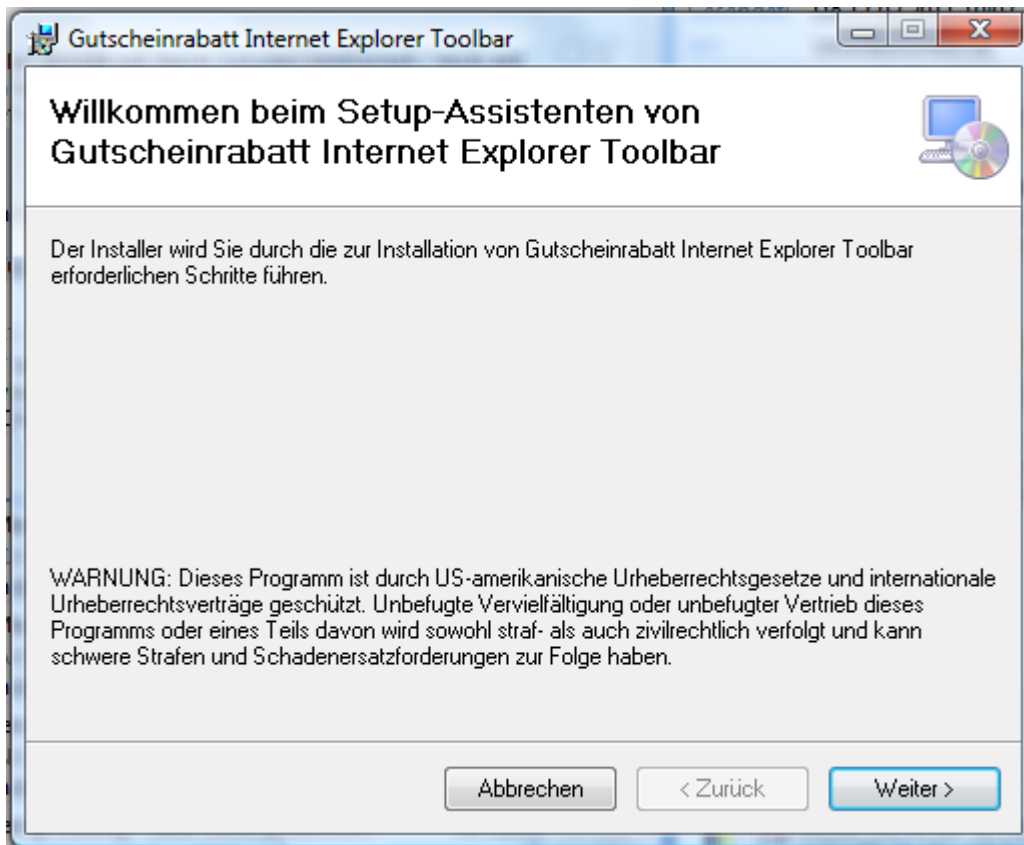 Gutscheinrabatt Internet Explorer Toolbar
Willkommen beim Setup-Assistenten von
Gutscheinrabatt Internet Explorer Toolbar
Der Installer wird Sie durch die zur Installation von Gutscheinrabatt Internet Explorer Toolbar
erforderlichen Schritte führen.
WARNUNG: Dieses Programm ist durch US-amerikanische Urheberrechtsgesetze und internationale
Urheberrechtsverträge geschützt. Unbefugte Vervielfältigung oder unbefugter Vertrieb dieses
Programms oder eines Teils davon wird sowohl straf- als auch zivilrechtlich verfolgt und kann
schwere Strafen und Schadenersatzforderungen zur Folge haben.
Abbrechen
< Zurück
Weiter >